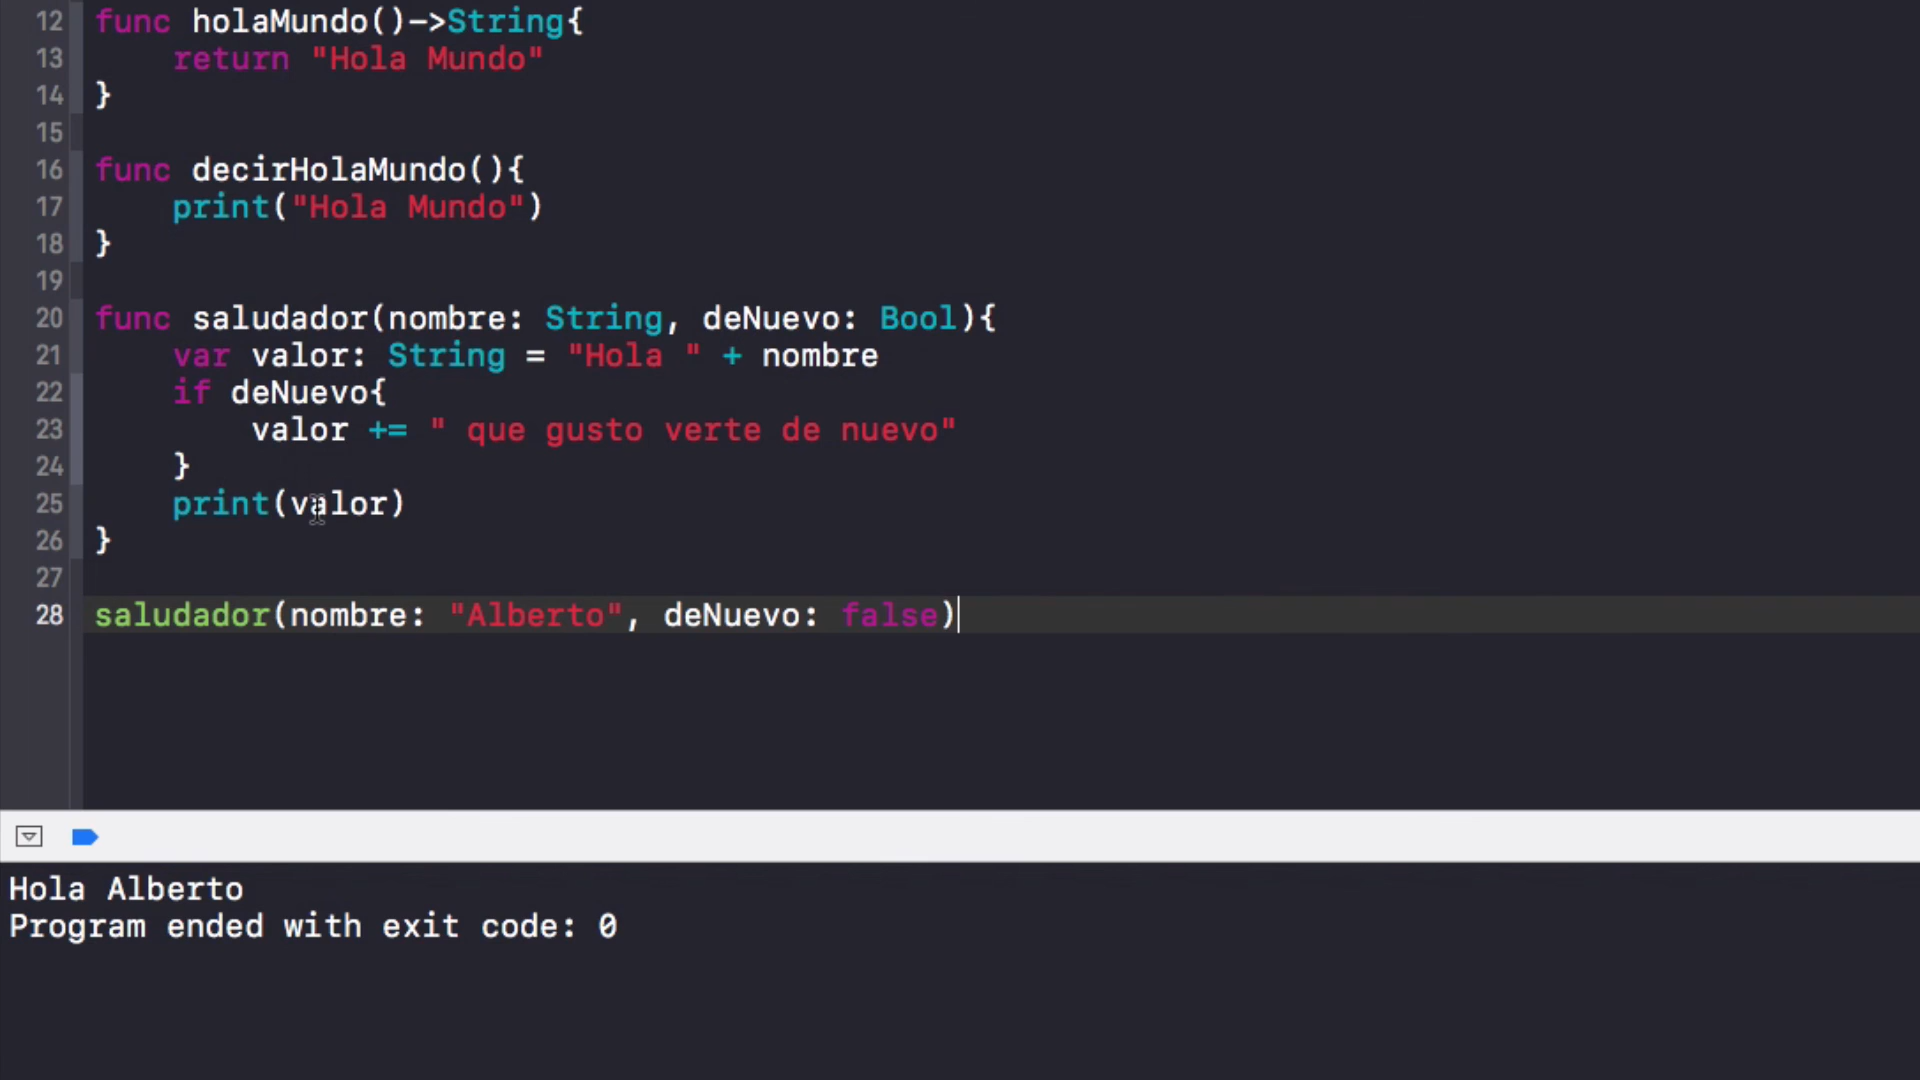 12 func holaMundo()->String{
13     return "Hola Mundo"
14 }
15
16 func decirHolaMundo(){
17     print("Hola Mundo")
18 }
19
20 func saludador(nombre: String, deNuevo: Bool){
21     var valor: String = "Hola " + nombre
22     if deNuevo{
23         valor += " que gusto verte de nuevo"
24     }
25     print(valor)
26 }
27
28 saludador(nombre: "Alberto", deNuevo: false)
Hola Alberto
Program ended with exit code: 0